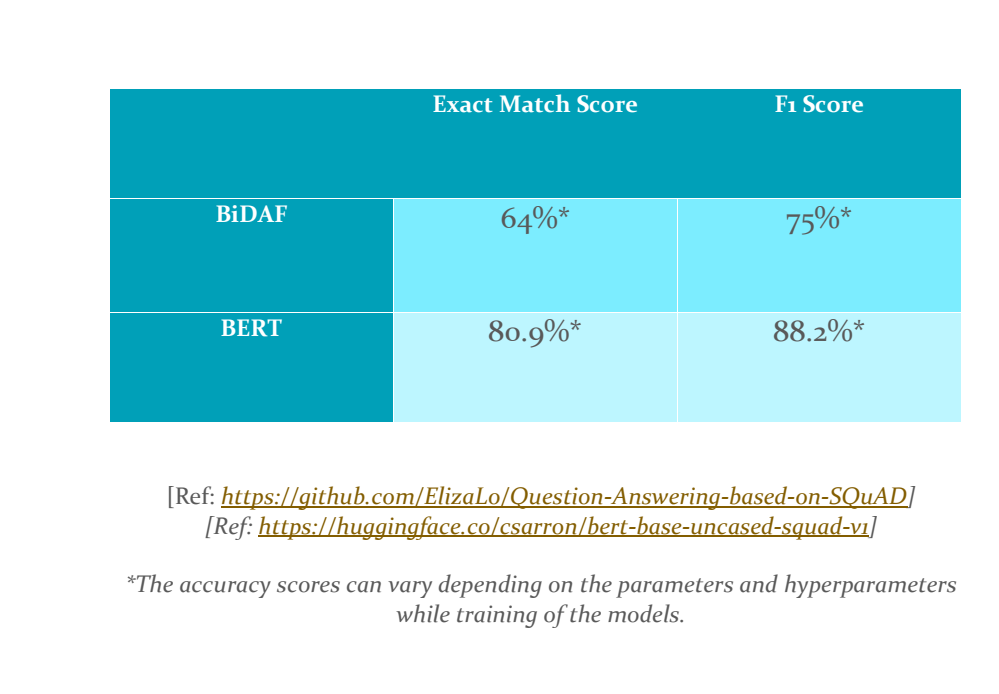 Exact Match Score F1 Score
BiDAF 64%* 75%*
BERT 80.9%* 88.2%*
[Ref: https://github.com/ElizaLo/Question-Answering-based-on-SQuAD]
[Ref: https://huggingface.co/csarron/bert-base-uncased-squad-v1]
*The accuracy scores can vary depending on the parameters and hyperparameters
while training of the models.